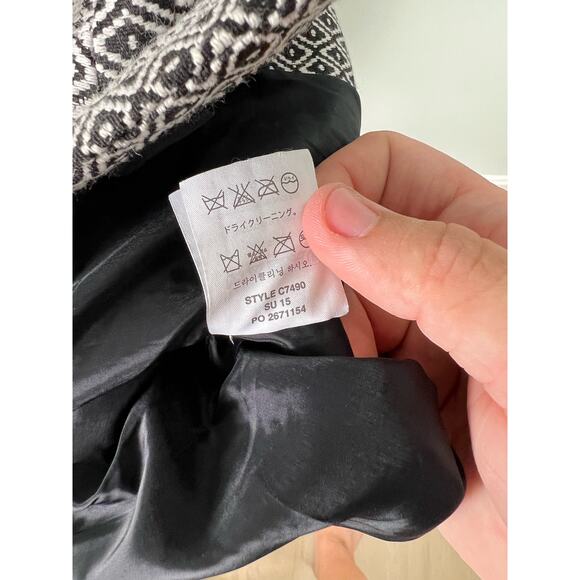 ドライクリーニング。
드라이클리닝 하시오.
STYLE C7490
SU 15
PO 2671154